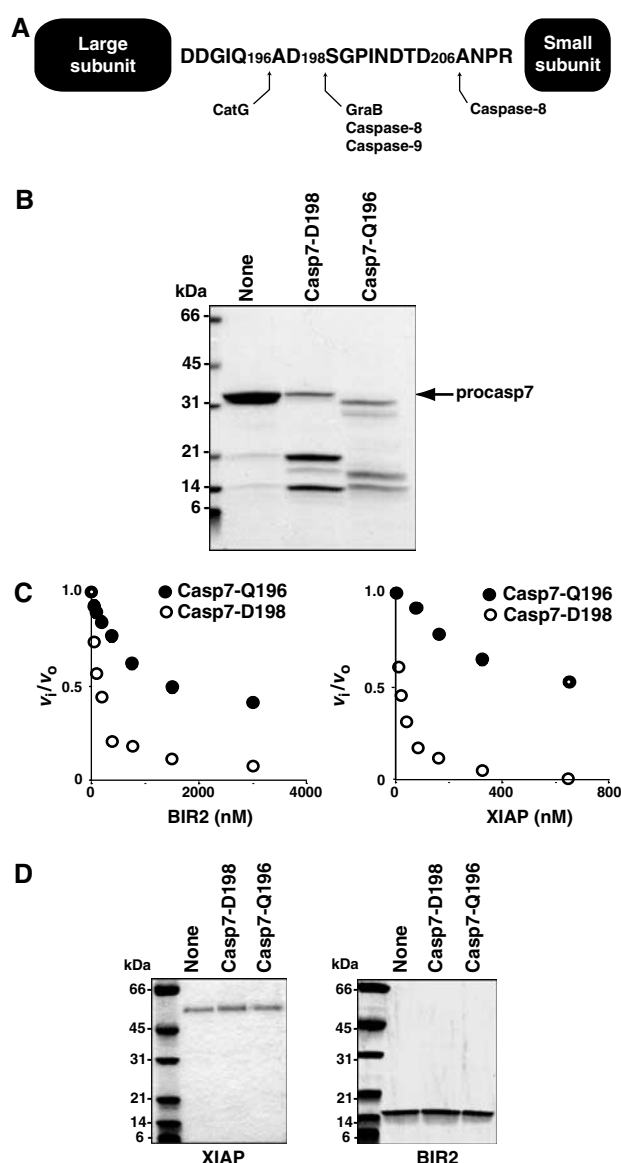 A
Large
subunit
DDGIQ196AD198SGPINDTD206ANPR
Small
subunit
CatG
GraB
Caspase-8
Caspase-9
Caspase-8
B
kDa
None
Casp7-D198
Casp7-Q196
66
45
31
21
14
6
procasp7
C
1.0
0.5
0
vi/vo
Casp7-Q196
Casp7-D198
0
2000
4000
BIR2 (nM)
1.0
0.5
0
vi/vo
Casp7-Q196
Casp7-D198
0
400
800
XIAP (nM)
D
kDa
None
Casp7-D198
Casp7-Q196
66
45
31
21
14
6
XIAP
kDa
None
Casp7-D198
Casp7-Q196
66
45
31
21
14
6
BIR2